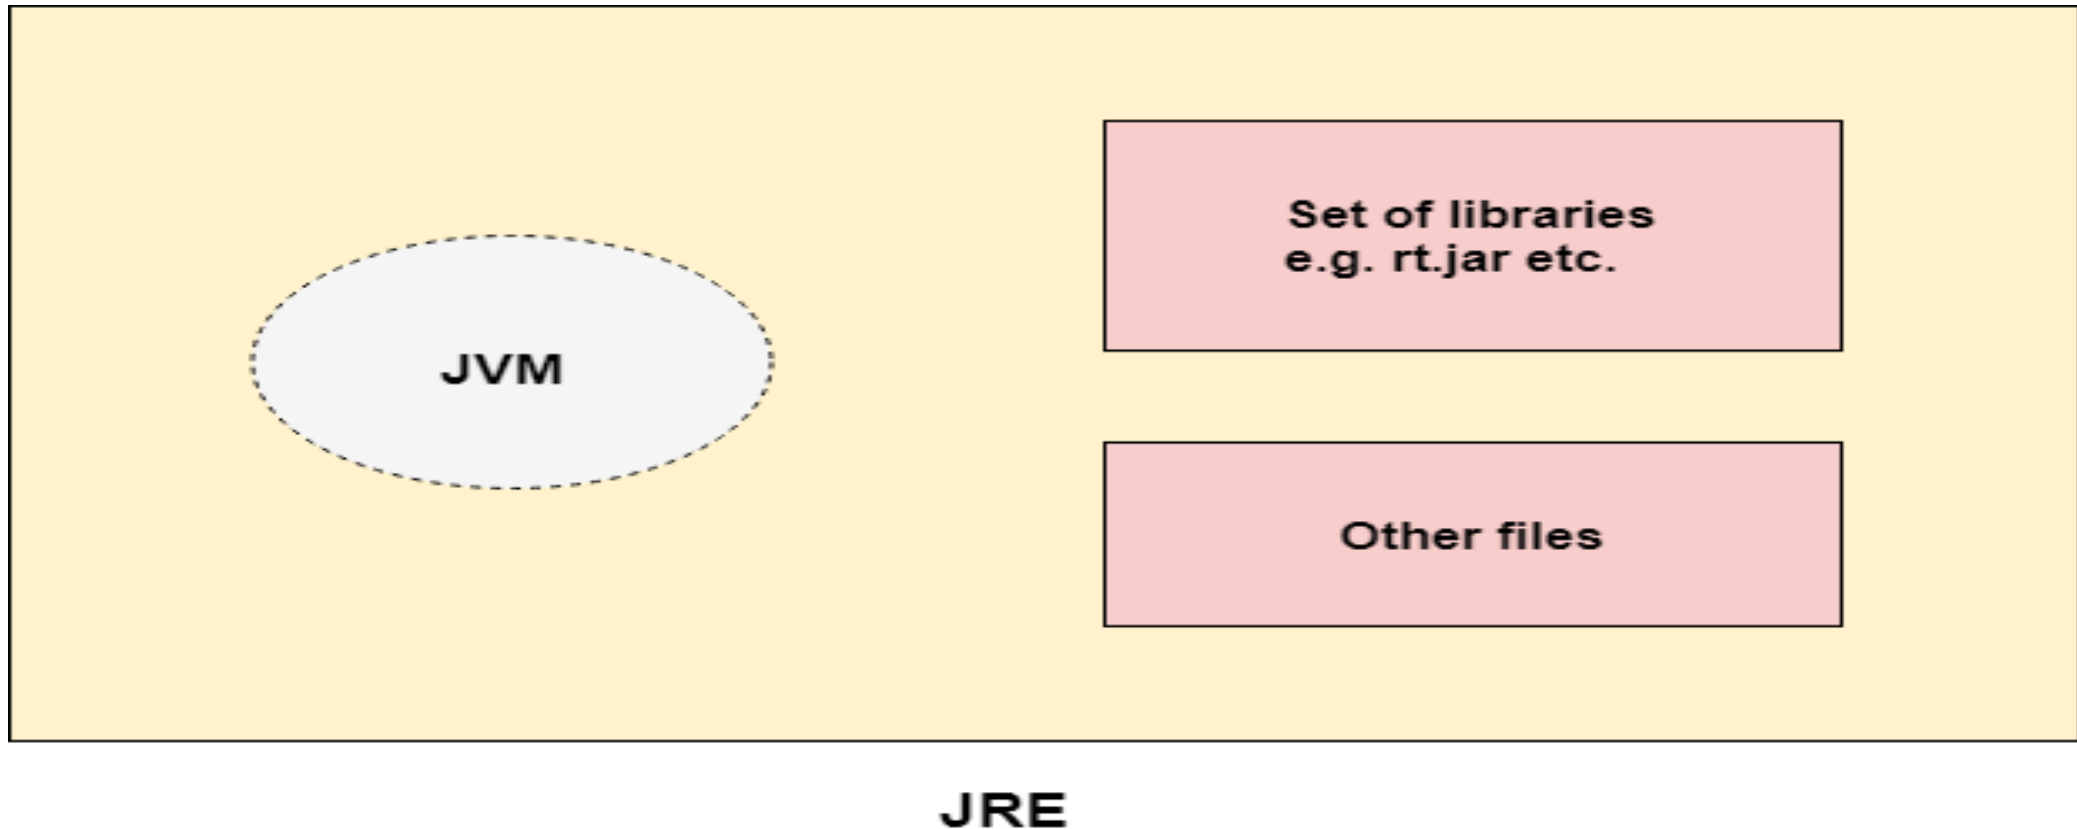 JVM
Set of libraries
e.g. rt.jar etc.
Other files
JRE